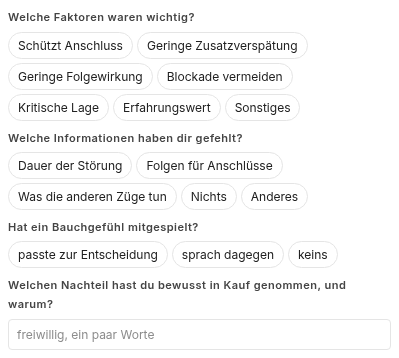 Welche Faktoren waren wichtig?
Schützt Anschluss Geringe Zusatzverspätung
Geringe Folgewirkung Blockade vermeiden
Kritische Lage Erfahrungswert Sonstiges
Welche Informationen haben dir gefehlt?
Dauer der Störung Folgen für Anschlüsse
Was die anderen Züge tun Nichts Anderes
Hat ein Bauchgefühl mitgespielt?
passte zur Entscheidung sprach dagegen keins
Welchen Nachteil hast du bewusst in Kauf genommen, und
warum?
freiwillig, ein paar Worte